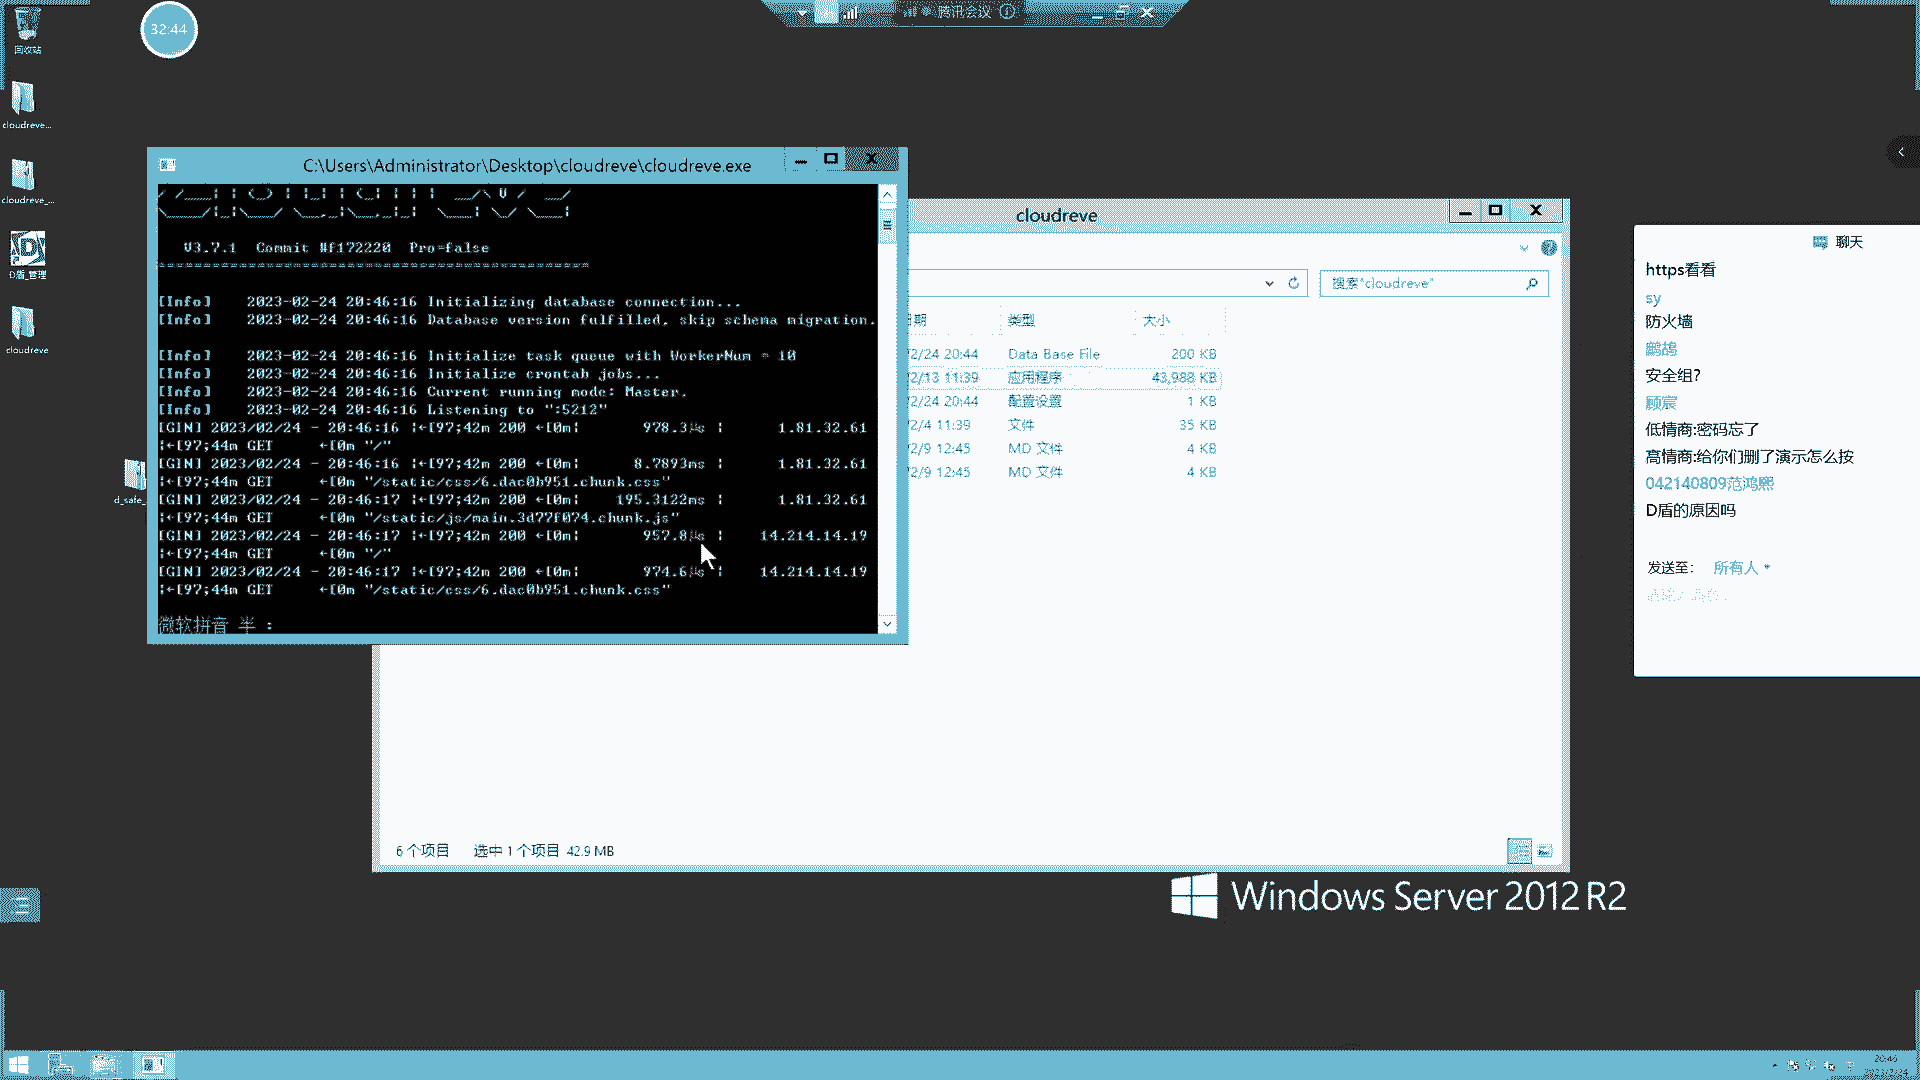 回收站
32:44
腾讯会议
cloudreve...
cloudreve_...
D盾_管理
cloudreve
d_safe_
C:\Users\Administrator\Desktop\cloudreve\cloudreve.exe
V3.7.1 Commit #f172220 Pro=false
================================================
[Info] 2023-02-24 20:46:16 Initializing database connection...
[Info] 2023-02-24 20:46:16 Database version fulfilled, skip schema migration.
[Info] 2023-02-24 20:46:16 Initialize task queue with WorkerNum = 10
[Info] 2023-02-24 20:46:16 Initialize crontab jobs...
[Info] 2023-02-24 20:46:16 Current running mode: Master.
[Info] 2023-02-24 20:46:16 Listening to ":5212"
[GIN] 2023/02/24 - 20:46:16 |←[97;42m 200 ←[0m| 978.3µs | 1.81.32.61
|←[97;44m GET ←[0m "/"
[GIN] 2023/02/24 - 20:46:16 |←[97;42m 200 ←[0m| 8.7893ms | 1.81.32.61
|←[97;44m GET ←[0m "/static/css/6.dac0b951.chunk.css"
[GIN] 2023/02/24 - 20:46:17 |←[97;42m 200 ←[0m| 195.3122ms | 1.81.32.61
|←[97;44m GET ←[0m "/static/js/main.3d77f074.chunk.js"
[GIN] 2023/02/24 - 20:46:17 |←[97;42m 200 ←[0m| 957.8µs | 14.214.14.19
|←[97;44m GET ←[0m "/"
[GIN] 2023/02/24 - 20:46:17 |←[97;42m 200 ←[0m| 974.6µs | 14.214.14.19
|←[97;44m GET ←[0m "/static/css/6.dac0b951.chunk.css"
微软拼音 半 :
cloudreve
搜索"cloudreve"
日期 类型 大小
/2/24 20:44 Data Base File 200 KB
/2/13 11:39 应用程序 43,988 KB
/2/24 20:44 配置设置 1 KB
/2/4 11:39 文件 35 KB
/2/9 12:45 MD 文件 4 KB
/2/9 12:45 MD 文件 4 KB
6 个项目 选中 1 个项目 42.9 MB
聊天
https看看
sy
防火墙
鹧鸪
安全组?
顾宸
低情商:密码忘了
高情商:给你们删了演示怎么按
042140809范鸿熙
D盾的原因吗
发送至: 所有人
Windows Server 2012 R2
20:46